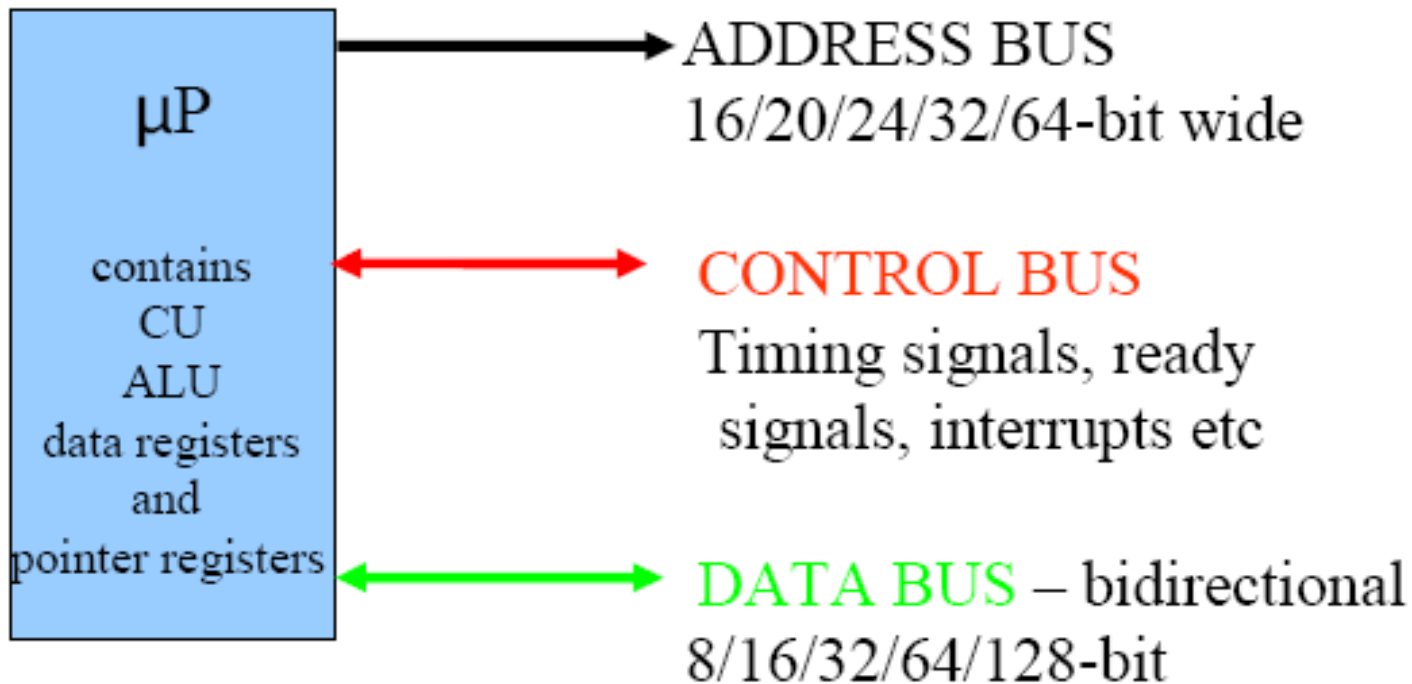 µP
contains
CU
ALU
data registers
and
pointer registers
ADDRESS BUS
16/20/24/32/64-bit wide
CONTROL BUS
Timing signals, ready
signals, interrupts etc
DATA BUS – bidirectional
8/16/32/64/128-bit